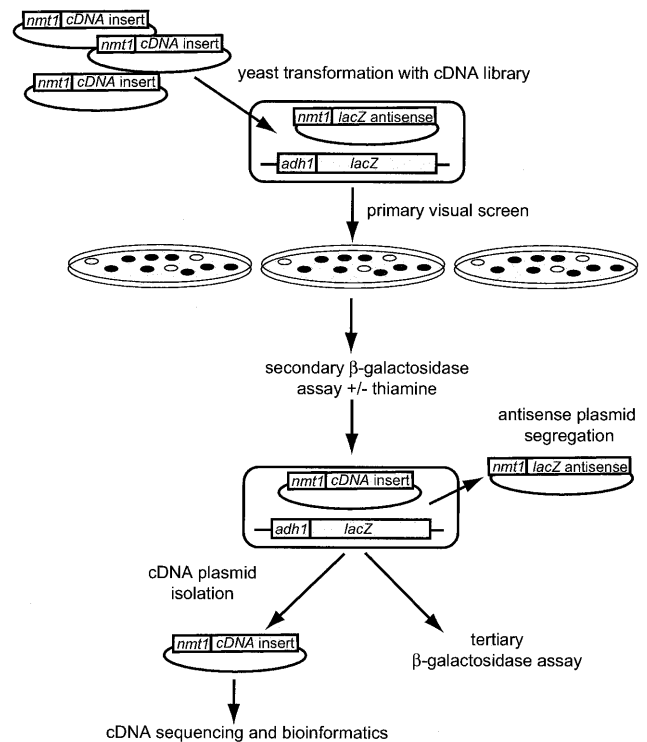 nmt1 cDNA insert
nmt1 cDNA insert
nmt1 cDNA insert
yeast transformation with cDNA library
nmt1 lacZ antisense
adh1 lacZ
primary visual screen
secondary β-galactosidase
assay +/- thiamine
antisense plasmid
segregation
nmt1 lacZ antisense
nmt1 cDNA insert
adh1 lacZ
cDNA plasmid
isolation
nmt1 cDNA insert
tertiary
β-galactosidase assay
cDNA sequencing and bioinformatics